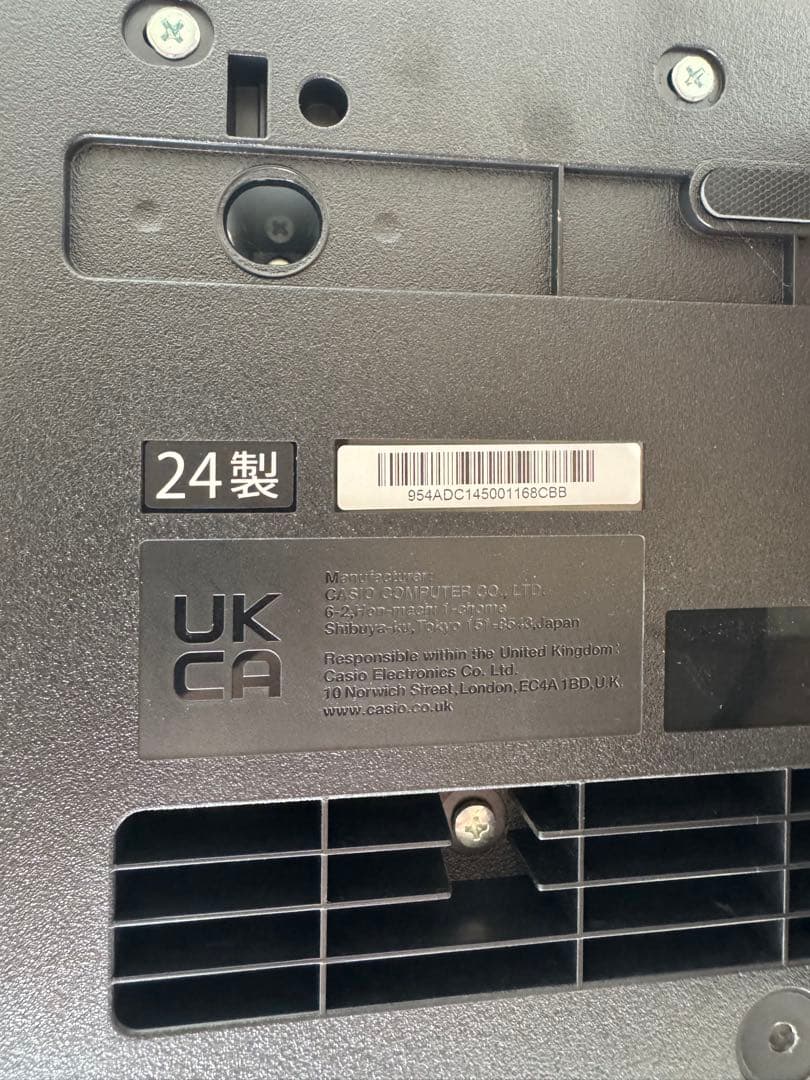 24製
954ADC145001168CBB
UK
CA
Manufacturer:
CASIO COMPUTER CO., LTD.
6-2,Hon-machi 1-chome
Shibuya-ku,Tokyo 151-8543,Japan
Responsible within the United Kingdom:
Casio Electronics Co. Ltd.
10 Norwich Street,London,EC4A 1BD,U.K.
www.casio.co.uk